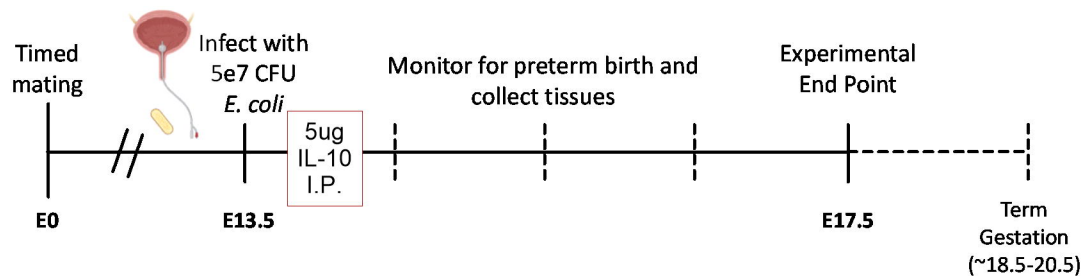 Timed
mating
Infect with
5e7 CFU
E. coli
Monitor for preterm birth and
collect tissues
Experimental
End Point
5ug
IL-10
I.P.
E0
E13.5
E17.5
Term
Gestation
(~18.5-20.5)